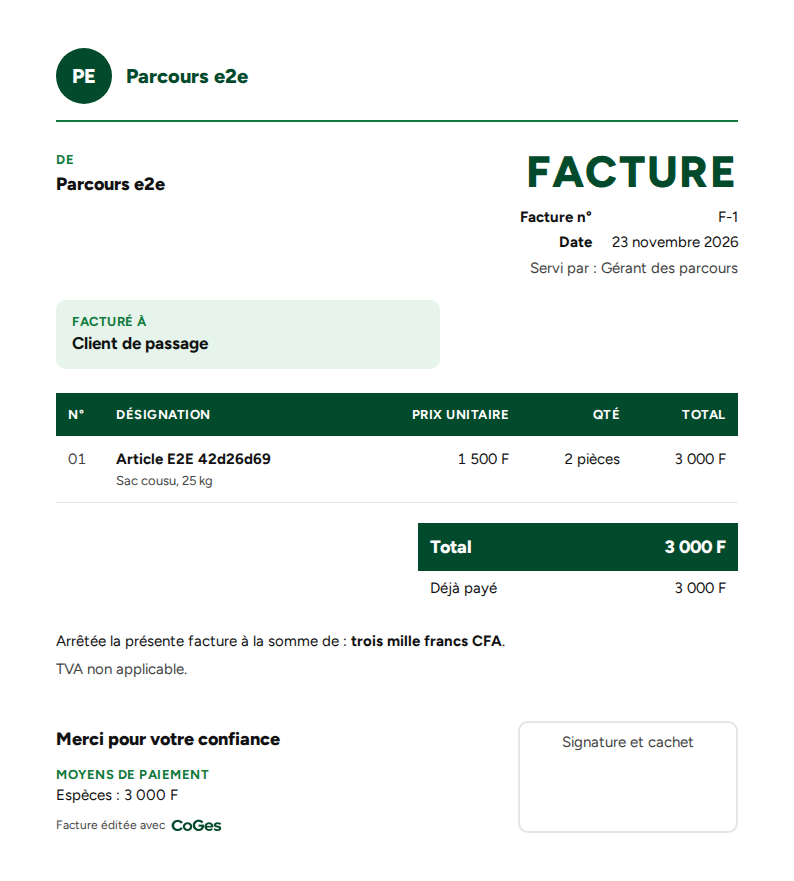 PE
Parcours e2e
DE
Parcours e2e
FACTURE
Facture n° F-1
Date 23 novembre 2026
Servi par : Gérant des parcours
FACTURÉ À
Client de passage
N° DÉSIGNATION PRIX UNITAIRE QTÉ TOTAL
01 Article E2E 42d26d69 1 500 F 2 pièces 3 000 F
Sac cousu, 25 kg
Total 3 000 F
Déjà payé 3 000 F
Arrêtée la présente facture à la somme de : trois mille francs CFA.
TVA non applicable.
Merci pour votre confiance
Signature et cachet
MOYENS DE PAIEMENT
Espèces : 3 000 F
Facture éditée avec CoGes